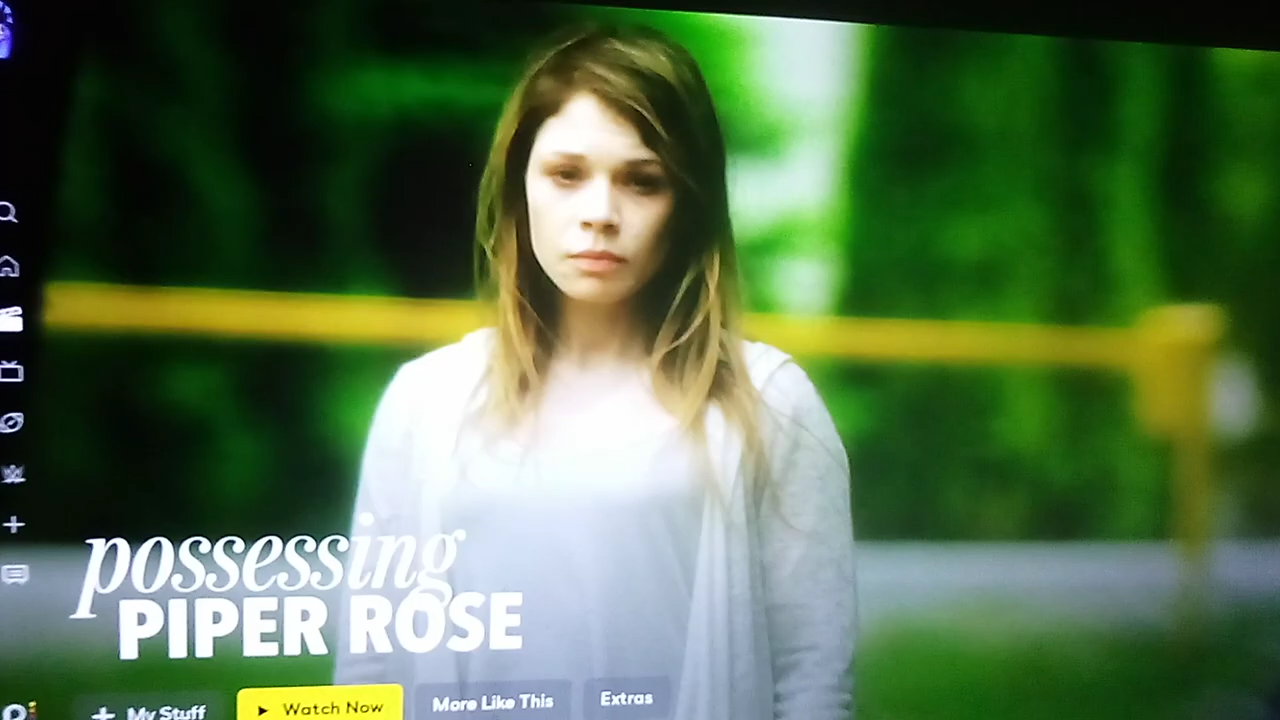 possessing
PIPER ROSE
+ My Stuff
Watch Now
More Like This
Extras